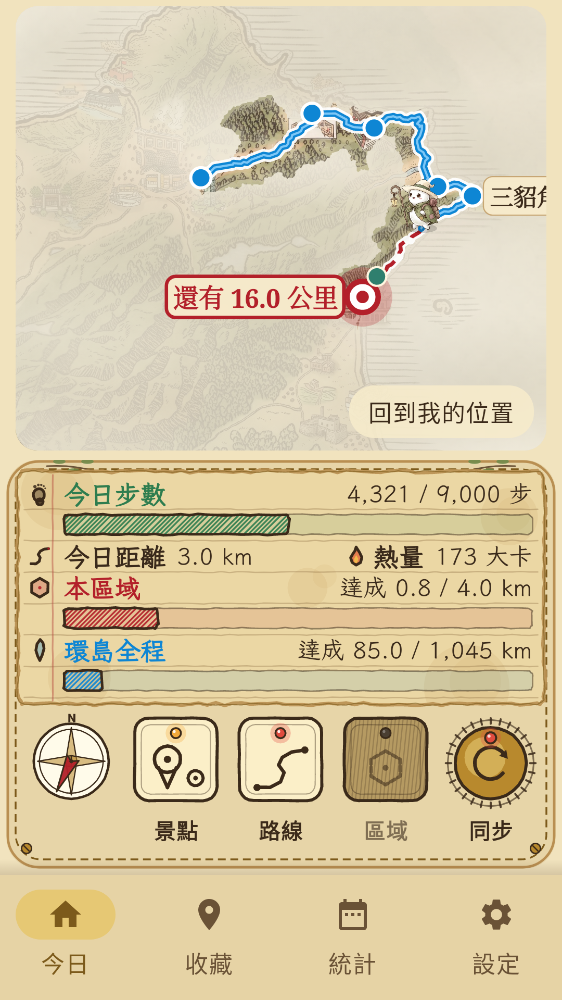 三貂角
還有 16.0 公里
回到我的位置
今日步數 4,321 / 9,000 步
今日距離 3.0 km 熱量 173 大卡
本區域 達成 0.8 / 4.0 km
環島全程 達成 85.0 / 1,045 km
N
景點 路線 區域 同步
今日 收藏 統計 設定